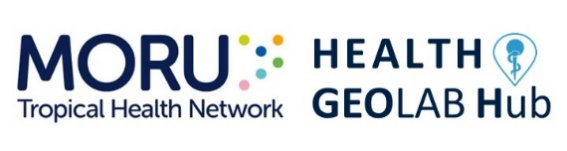 MORU
Tropical Health Network
HEALTH
GEOLAB Hub